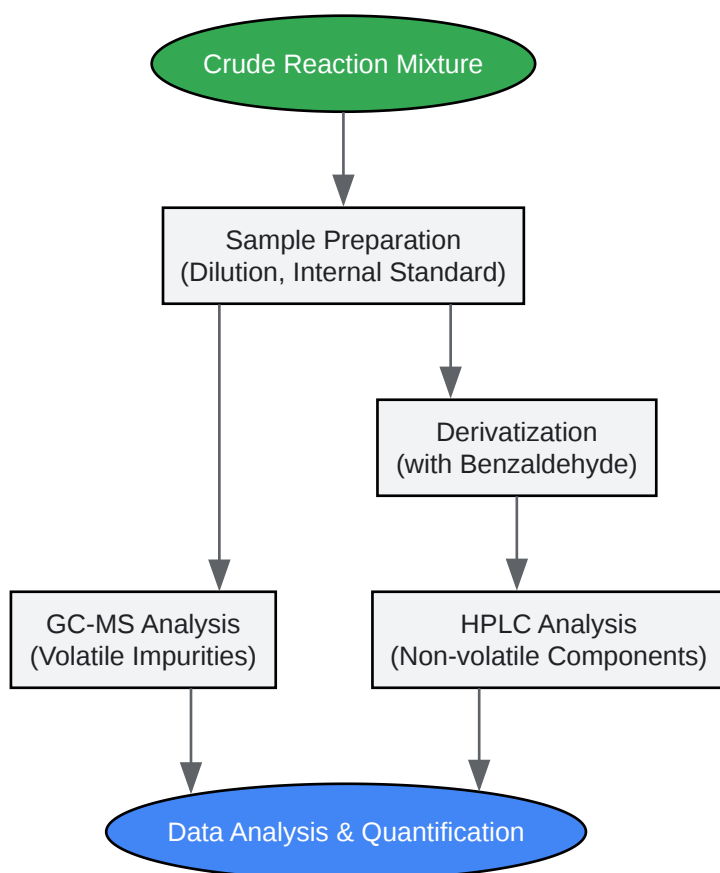 Crude Reaction Mixture
Sample Preparation
(Dilution, Internal Standard)
Derivatization
(with Benzaldehyde)
GC-MS Analysis
(Volatile Impurities)
HPLC Analysis
(Non-volatile Components)
Data Analysis & Quantification